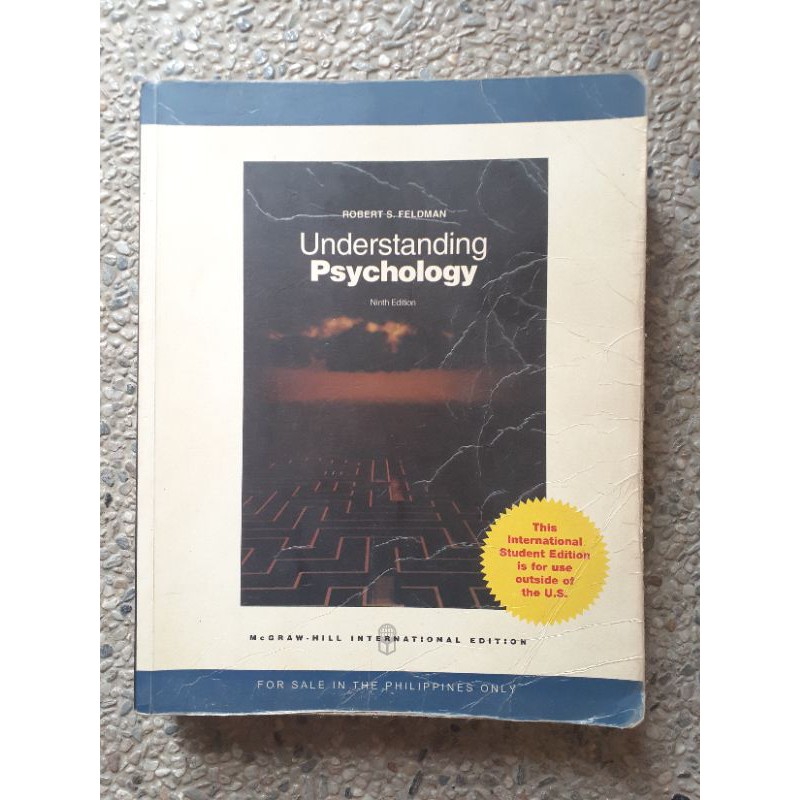 ROBERT S. FELDMAN
Understanding
Psychology
Ninth Edition
This
International
Student Edition
is for use
outside of
the U.S.
McGRAW-HILL INTERNATIONAL EDITION
FOR SALE IN THE PHILIPPINES ONLY